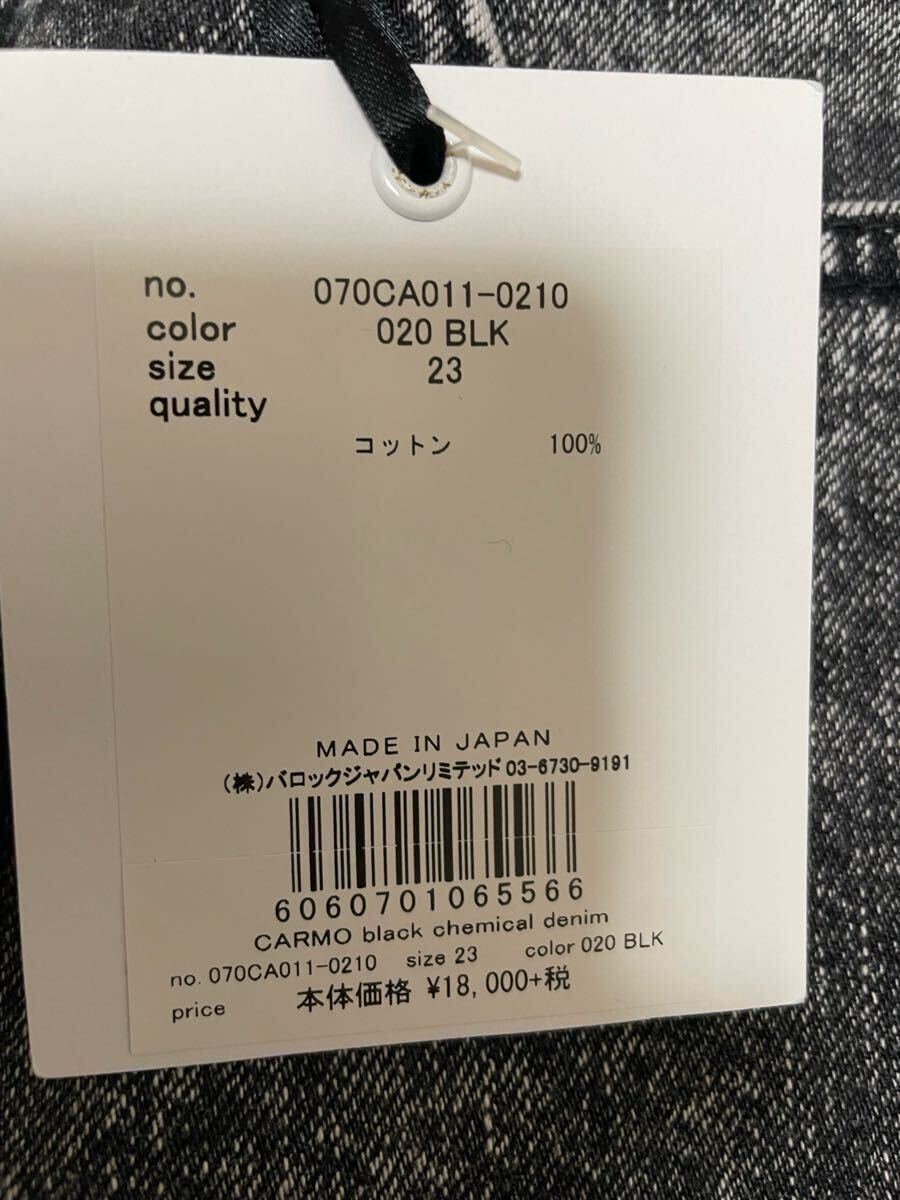 no. 070CA011-0210
color 020 BLK
size 23
quality
コットン 100%
MADE IN JAPAN
(株)バロックジャパンリミテッド 03-6730-9191
6060701065566
CARMO black chemical denim
no. 070CA011-0210 size 23 color 020 BLK
price 本体価格 ¥18,000+税